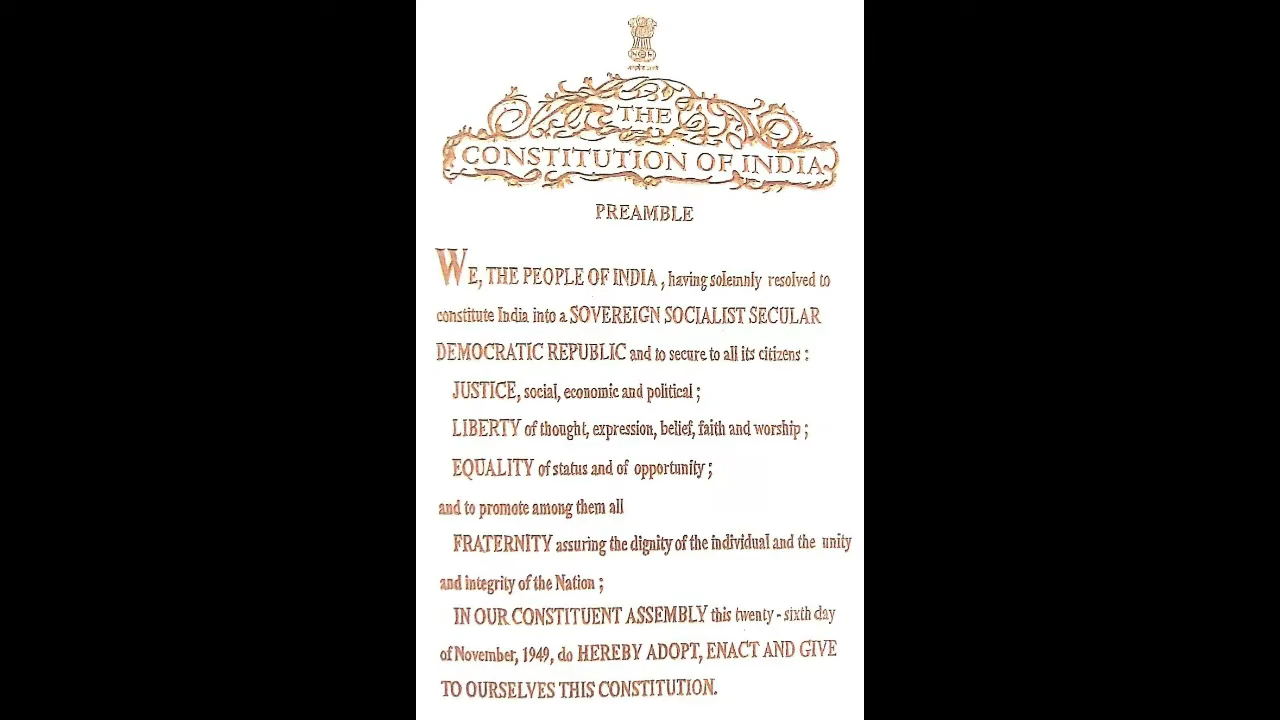 THE
CONSTITUTION OF INDIA
PREAMBLE
WE, THE PEOPLE OF INDIA , having solemnly resolved to
constitute India into a SOVEREIGN SOCIALIST SECULAR
DEMOCRATIC REPUBLIC and to secure to all its citizens :
JUSTICE, social, economic and political ;
LIBERTY of thought, expression, belief, faith and worship ;
EQUALITY of status and of opportunity ;
and to promote among them all
FRATERNITY assuring the dignity of the individual and the unity
and integrity of the Nation ;
IN OUR CONSTITUENT ASSEMBLY this twenty - sixth day
of November, 1949, do HEREBY ADOPT, ENACT AND GIVE
TO OURSELVES THIS CONSTITUTION.